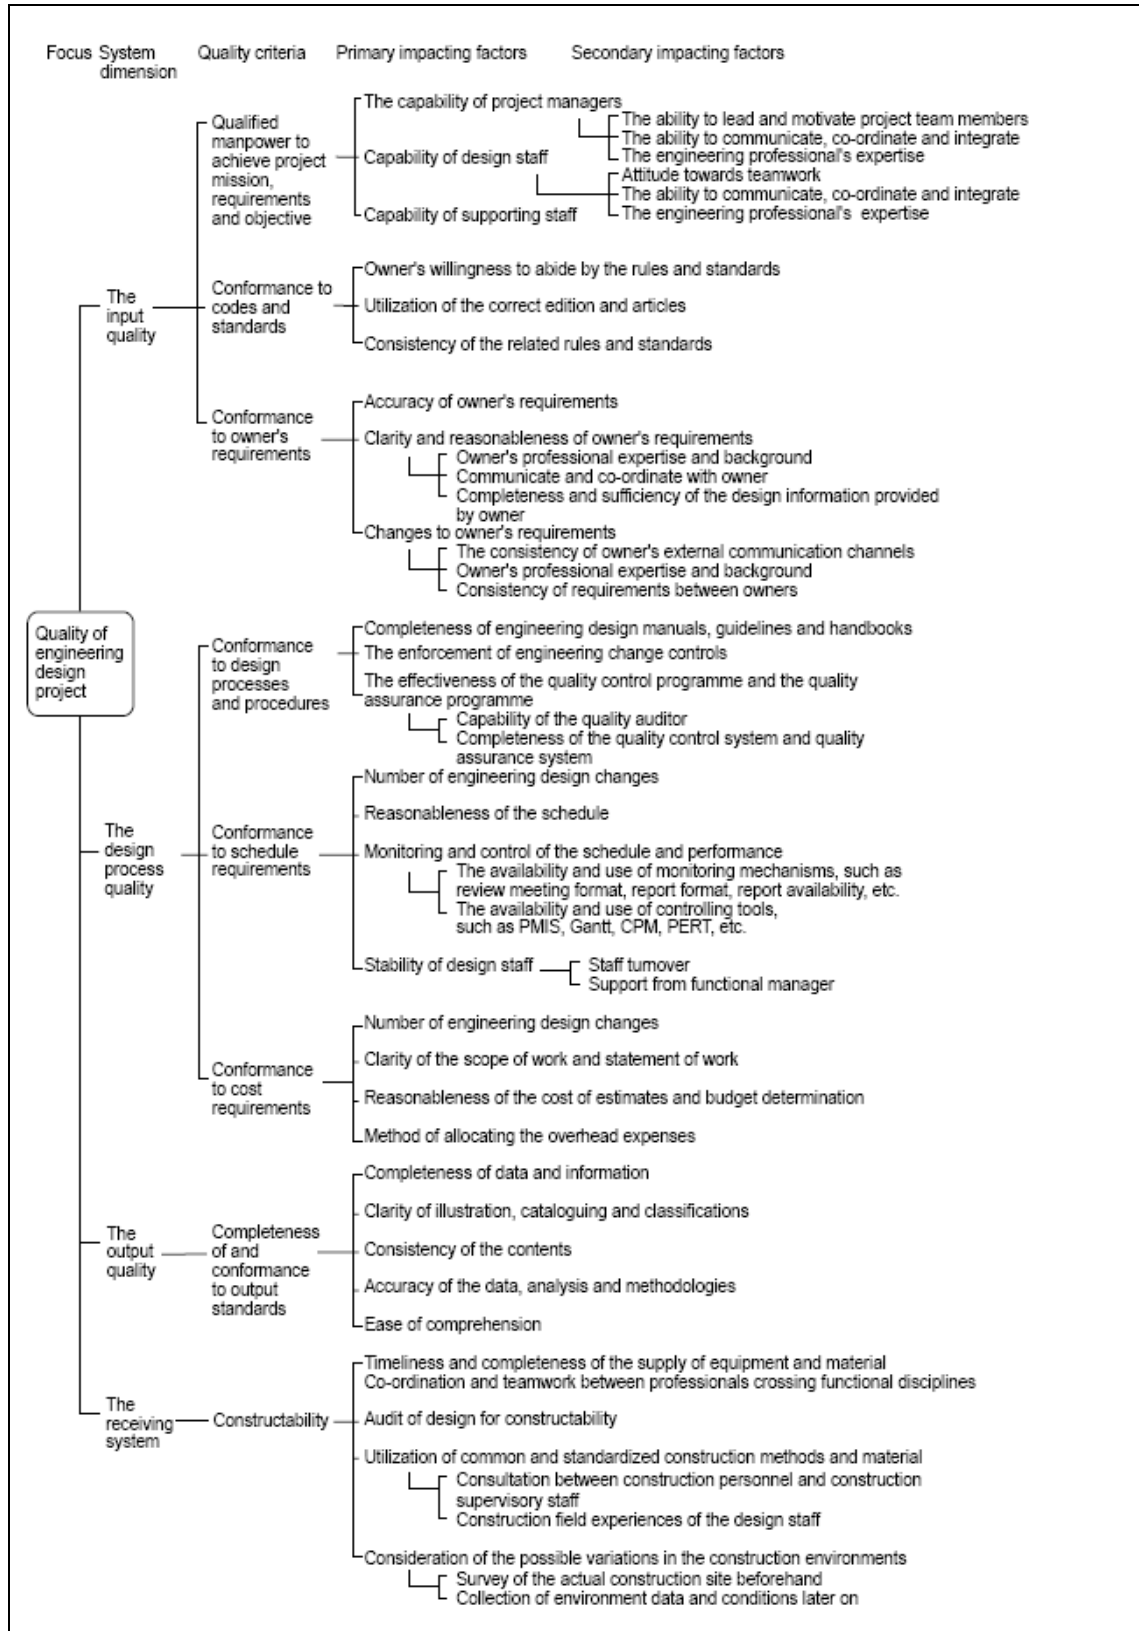 Focus System dimension Quality criteria Primary impacting factors Secondary impacting factors
The capability of project managers
Qualified
manpower to
achieve project
mission,
requirements
and objective
The ability to lead and motivate project team members
The ability to communicate, co-ordinate and integrate
The engineering professional's expertise
Capability of design staff
Attitude towards teamwork
The ability to communicate, co-ordinate and integrate
The engineering professional's expertise
Capability of supporting staff
The
input
quality
Conformance to
codes and
standards
Owner's willingness to abide by the rules and standards
Utilization of the correct edition and articles
Consistency of the related rules and standards
Conformance
to owner's
requirements
Accuracy of owner's requirements
Clarity and reasonableness of owner's requirements
Owner's professional expertise and background
Communicate and co-ordinate with owner
Completeness and sufficiency of the design information provided
by owner
Changes to owner's requirements
The consistency of owner's external communication channels
Owner's professional expertise and background
Consistency of requirements between owners
Quality of
engineering
design
project
Conformance
to design
processes
and procedures
Completeness of engineering design manuals, guidelines and handbooks
The enforcement of engineering change controls
The effectiveness of the quality control programme and the quality
assurance programme
Capability of the quality auditor
Completeness of the quality control system and quality
assurance system
The
design
process
quality
Conformance
to schedule
requirements
Number of engineering design changes
Reasonableness of the schedule
Monitoring and control of the schedule and performance
The availability and use of monitoring mechanisms, such as
review meeting format, report format, report availability, etc.
The availability and use of controlling tools,
such as PMIS, Gantt, CPM, PERT, etc.
Stability of design staff
Staff turnover
Support from functional manager
Conformance
to cost
requirements
Number of engineering design changes
Clarity of the scope of work and statement of work
Reasonableness of the cost of estimates and budget determination
Method of allocating the overhead expenses
The
output
quality
Completeness
of and
conformance
to output
standards
Completeness of data and information
Clarity of illustration, cataloguing and classifications
Consistency of the contents
Accuracy of the data, analysis and methodologies
Ease of comprehension
The
receiving
system
Constructability
Timeliness and completeness of the supply of equipment and material
Co-ordination and teamwork between professionals crossing functional disciplines
Audit of design for constructability
Utilization of common and standardized construction methods and material
Consultation between construction personnel and construction
supervisory staff
Construction field experiences of the design staff
Consideration of the possible variations in the construction environments
Survey of the actual construction site beforehand
Collection of environment data and conditions later on